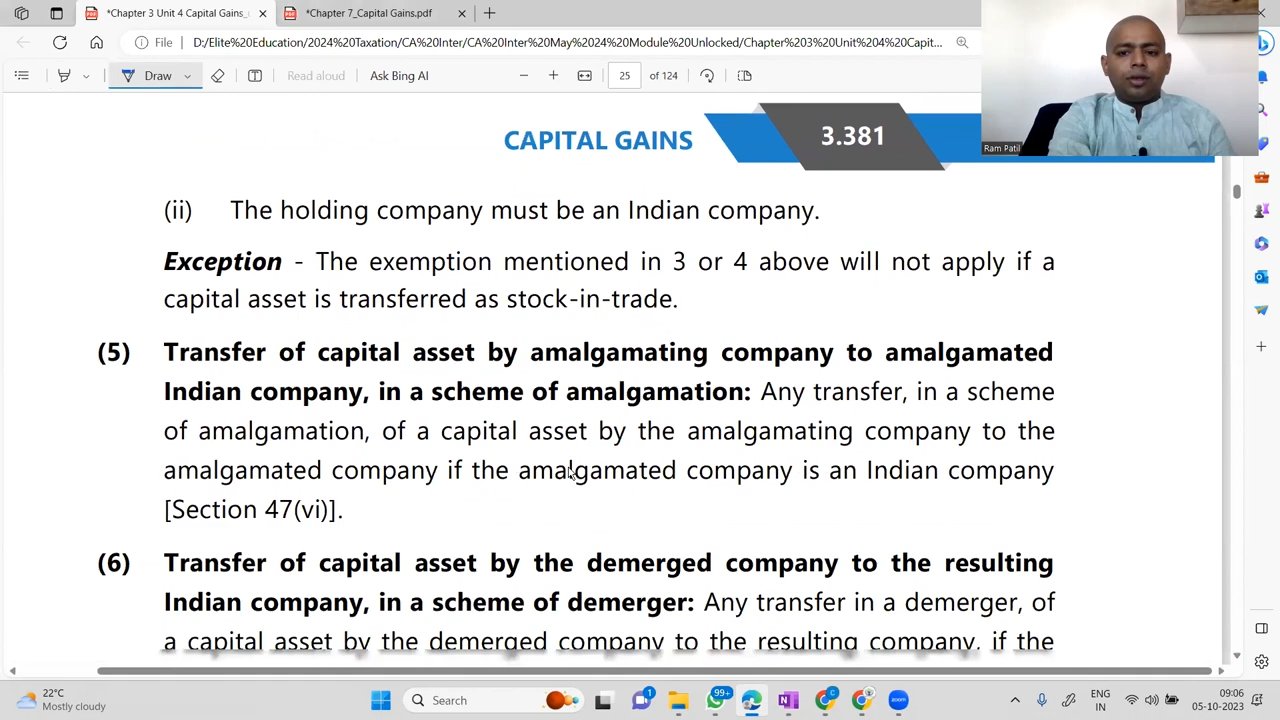 *Chapter 3 Unit 4 Capital Gains_
*Chapter 7_Capital Gains.pdf
File
D:/Elite%20Education/2024%20Taxation/CA%20Inter/CA%20Inter%20May%2024%20Module%20Unlocked/Chapter%203%20Unit%204%20Capit...
Draw
Read aloud
Ask Bing AI
25
of 124
CAPITAL GAINS
3.381
Ram Patil
(ii) The holding company must be an Indian company.
Exception - The exemption mentioned in 3 or 4 above will not apply if a
capital asset is transferred as stock-in-trade.
(5) Transfer of capital asset by amalgamating company to amalgamated
Indian company, in a scheme of amalgamation: Any transfer, in a scheme
of amalgamation, of a capital asset by the amalgamating company to the
amalgamated company if the amalgamated company is an Indian company
[Section 47(vi)].
(6) Transfer of capital asset by the demerged company to the resulting
Indian company, in a scheme of demerger: Any transfer in a demerger, of
a capital asset by the demerged company to the resulting company, if the
22°C
Mostly cloudy
Search
1
99+
ENG
IN
09:06
05-10-2023